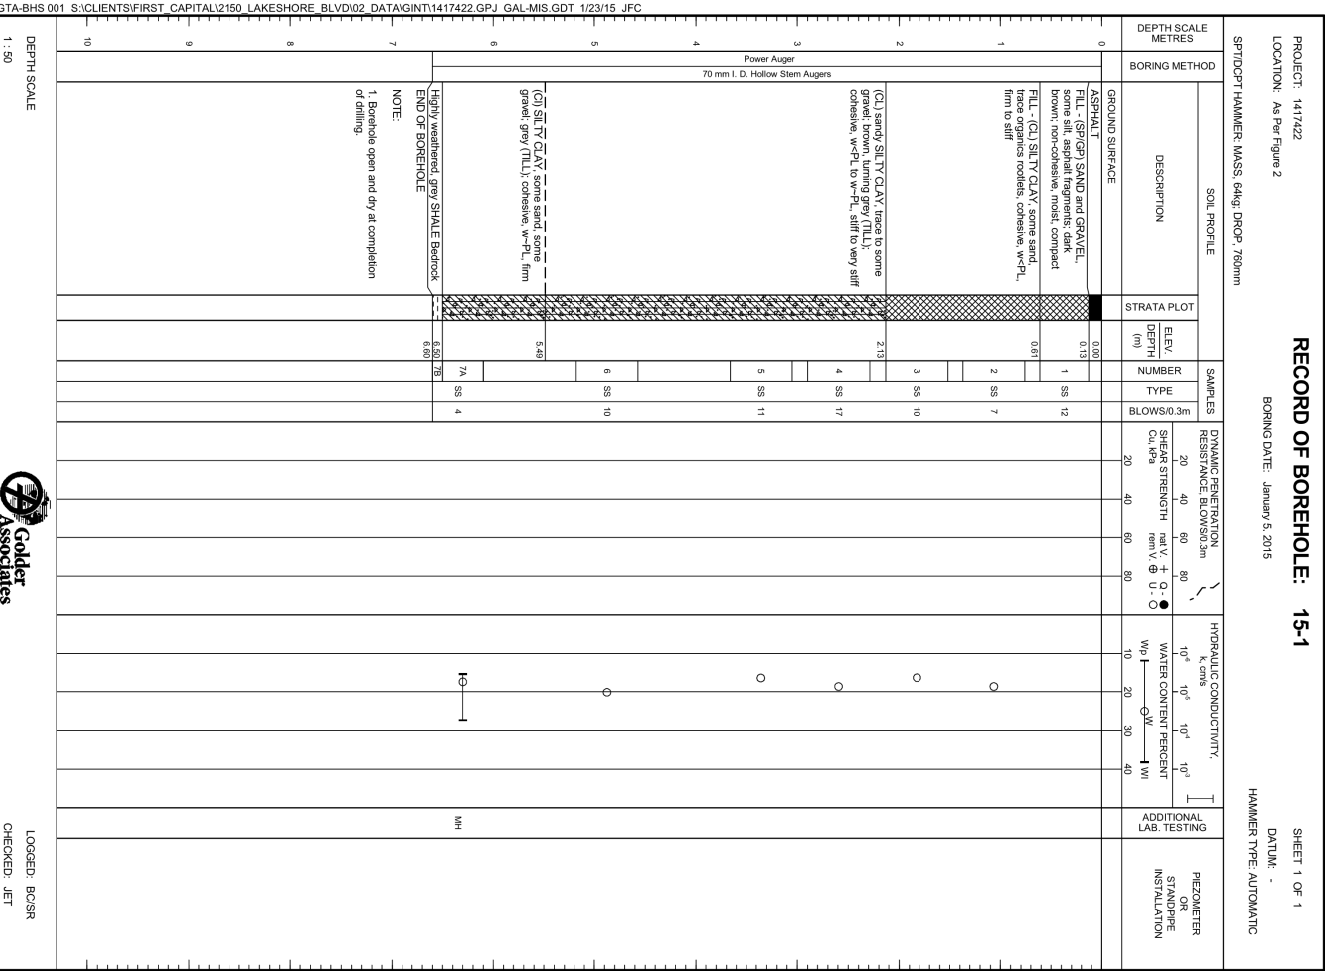 GTA-BHS 001 S:\CLIENTS\FIRST_CAPITAL\2150_LAKESHORE_BLVD\02_DATA\GINT\1417422.GPJ GAL-MIS.GDT 1/23/15 JFC
PROJECT: 1417422
LOCATION: As Per Figure 2
SPT/DCPT HAMMER: MASS, 64kg; DROP, 760mm
RECORD OF BOREHOLE: 15-1
BORING DATE: January 5, 2015
SHEET 1 OF 1
DATUM: -
HAMMER TYPE: AUTOMATIC
DEPTH SCALE
METRES
BORING METHOD
SOIL PROFILE
DESCRIPTION
STRATA PLOT
ELEV.
DEPTH
(m)
SAMPLES
NUMBER
TYPE
BLOWS/0.3m
DYNAMIC PENETRATION
RESISTANCE, BLOWS/0.3m
20 40 60 80
SHEAR STRENGTH nat V. + Q - ●
Cu, kPa rem V. ⊕ U - ○
20 40 60 80
HYDRAULIC CONDUCTIVITY,
k, cm/s
10⁻⁶ 10⁻⁵ 10⁻⁴ 10⁻³
WATER CONTENT PERCENT
Wp W Wl
10 20 30 40
ADDITIONAL
LAB. TESTING
PIEZOMETER
OR
STANDPIPE
INSTALLATION
0
1
2
3
4
5
6
7
8
9
10
Power Auger
70 mm I. D. Hollow Stem Augers
GROUND SURFACE
0.00
ASPHALT
0.13
FILL - (SP/GP) SAND and GRAVEL,
some silt, asphalt fragments; dark
brown; non-cohesive, moist, compact
0.61
FILL - (CL) SILTY CLAY, some sand,
trace organics rootlets, cohesive, w<PL,
firm to stiff
2.13
(CL) sandy SILTY CLAY, trace to some
gravel; brown, turning grey (TILL);
cohesive, w<PL to w~PL, stiff to very stiff
5.49
(CI) SILTY CLAY, some sand, some
gravel; grey (TILL); cohesive, w~PL, firm
6.50
Highly weathered, grey SHALE Bedrock
6.60
END OF BOREHOLE
NOTE:
1. Borehole open and dry at completion
of drilling.
1 SS 12
2 SS 7
3 SS 10
4 SS 17
5 SS 11
6 SS 10
7A SS 4
7B
MH
DEPTH SCALE
1 : 50
Golder
Associates
LOGGED: BC/SR
CHECKED: JET